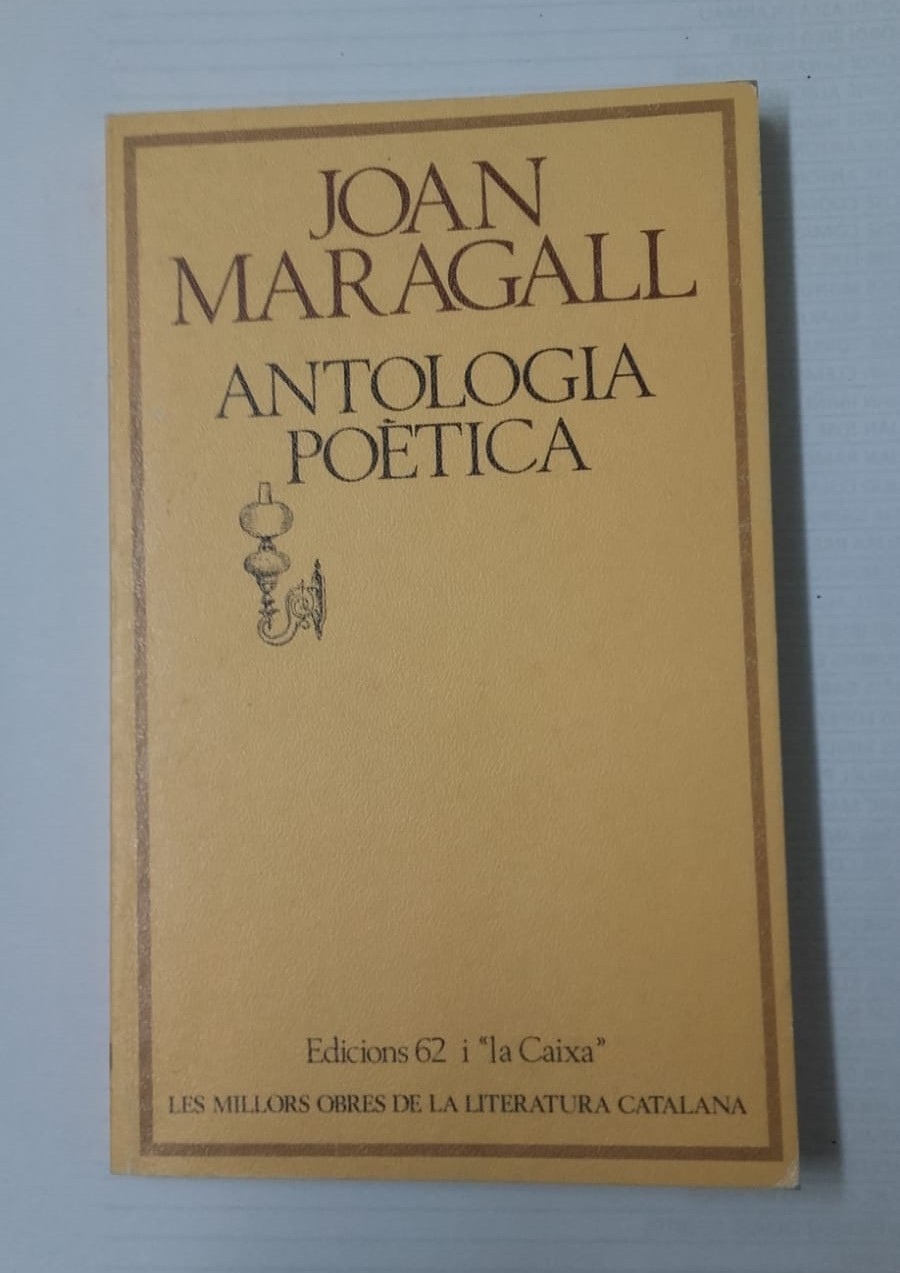 JOAN
MARAGALL
ANTOLOGIA
POÈTICA
Edicions 62 i “la Caixa”
LES MILLORS OBRES DE LA LITERATURA CATALANA